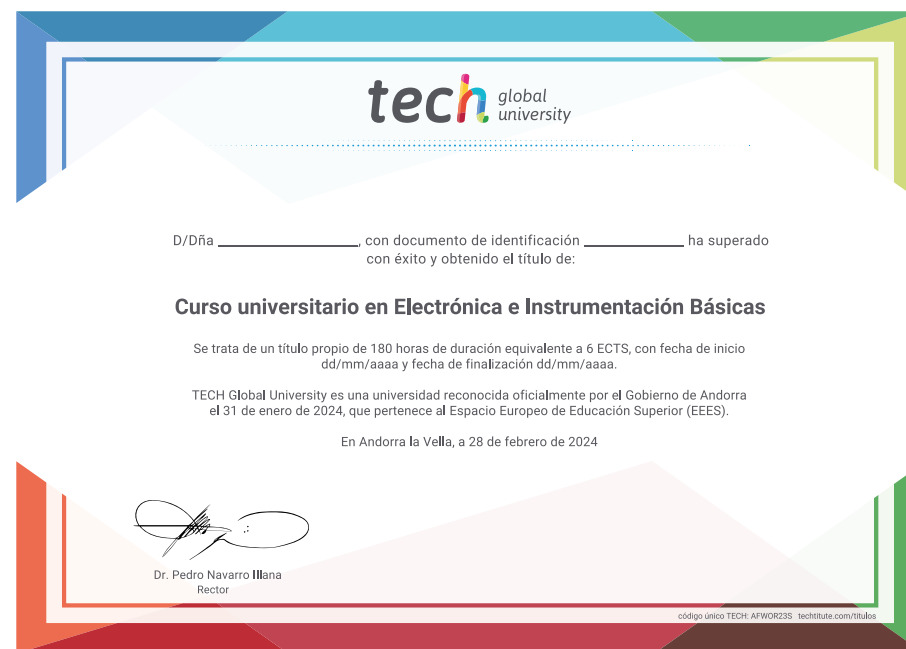 tech global university
D/Dña ____________________, con documento de identificación ______________ ha superado
con éxito y obtenido el título de:
Curso universitario en Electrónica e Instrumentación Básicas
Se trata de un título propio de 180 horas de duración equivalente a 6 ECTS, con fecha de inicio
dd/mm/aaaa y fecha de finalización dd/mm/aaaa.
TECH Global University es una universidad reconocida oficialmente por el Gobierno de Andorra
el 31 de enero de 2024, que pertenece al Espacio Europeo de Educación Superior (EEES).
En Andorra la Vella, a 28 de febrero de 2024
Dr. Pedro Navarro Illana
Rector
código único TECH: AFWOR23S techtitute.com/titulos